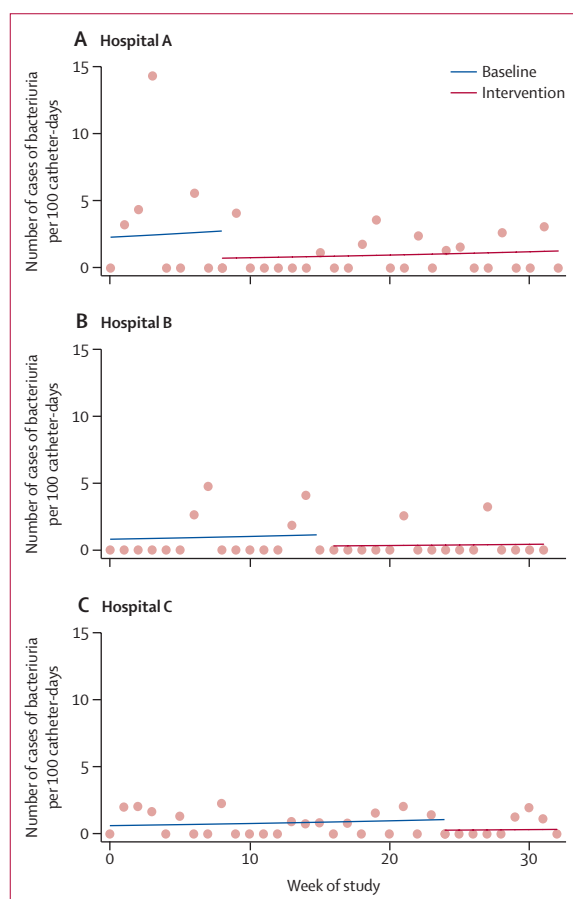 A Hospital A
Baseline
Intervention
Number of cases of bacteriuria
per 100 catheter-days
15
10
5
0
B Hospital B
Number of cases of bacteriuria
per 100 catheter-days
15
10
5
0
C Hospital C
Number of cases of bacteriuria
per 100 catheter-days
15
10
5
0
0 10 20 30
Week of study